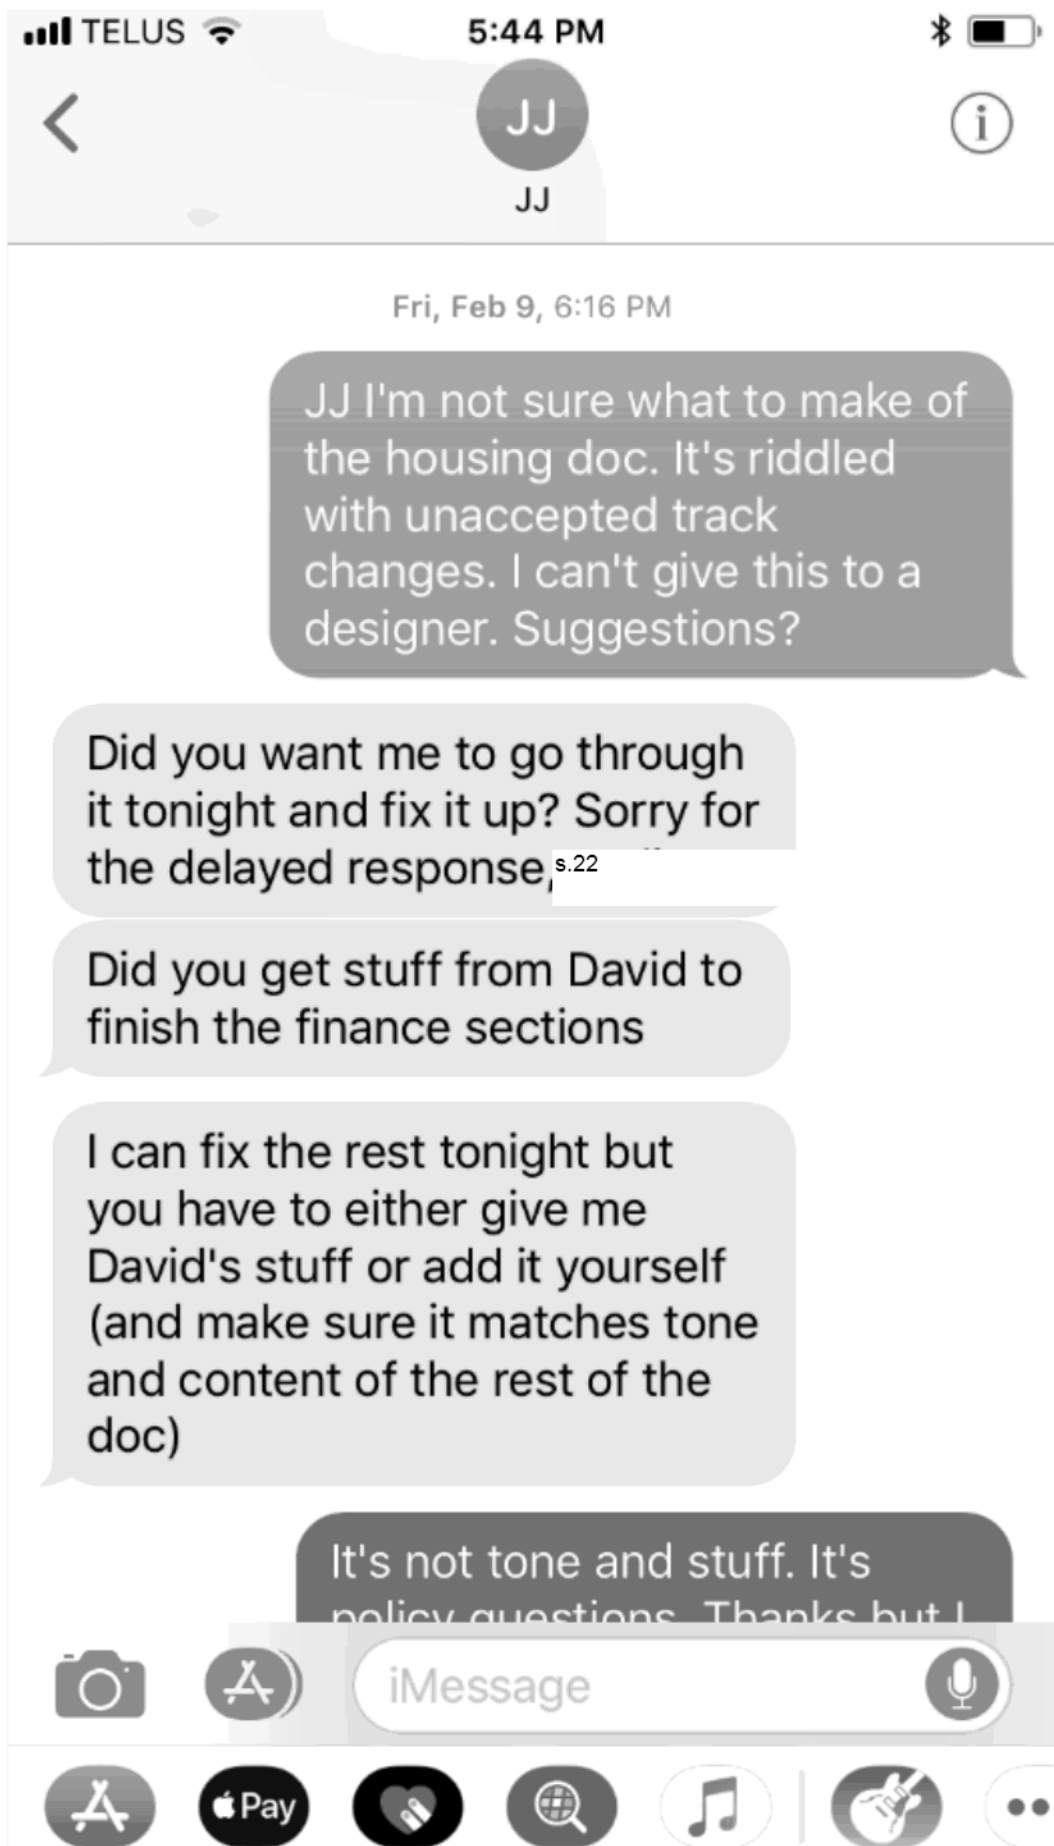 TELUS 5:44 PM
JJ
JJ
Fri, Feb 9, 6:16 PM
JJ I'm not sure what to make of
the housing doc. It's riddled
with unaccepted track
changes. I can't give this to a
designer. Suggestions?
Did you want me to go through
it tonight and fix it up? Sorry for
the delayed response, s.22
Did you get stuff from David to
finish the finance sections
I can fix the rest tonight but
you have to either give me
David's stuff or add it yourself
(and make sure it matches tone
and content of the rest of the
doc)
It's not tone and stuff. It's
policy questions. Thanks but I
iMessage
Pay